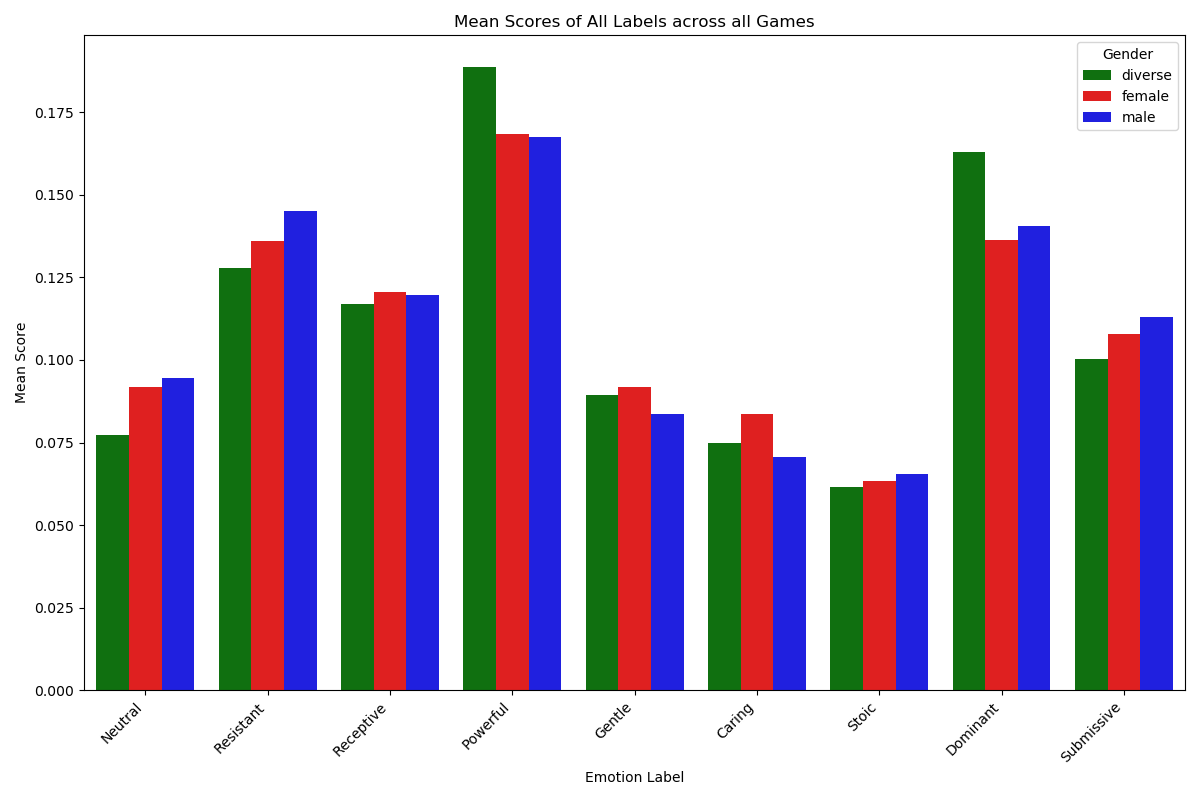 Mean Scores of All Labels across all Games
Gender
diverse
female
male
Mean Score
0.175
0.150
0.125
0.100
0.075
0.050
0.025
0.000
Neutral
Resistant
Receptive
Powerful
Gentle
Caring
Stoic
Dominant
Submissive
Emotion Label